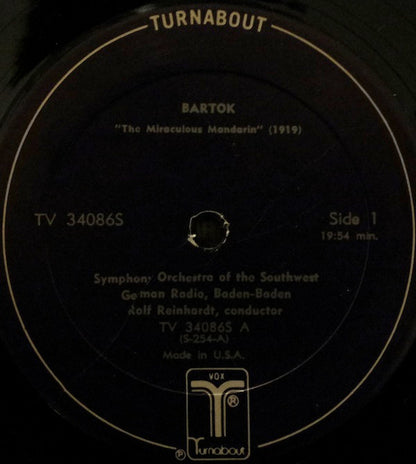 TURNABOUT
BARTOK
"The Miraculous Mandarin" (1919)
TV 34086S
Side 1
19:54 min.
Symphony Orchestra of the Southwest
German Radio, Baden-Baden
Rolf Reinhardt, conductor
TV 34086S A
(S-254-A)
Made in U.S.A.
VOX
T ®
℗ Turnabout